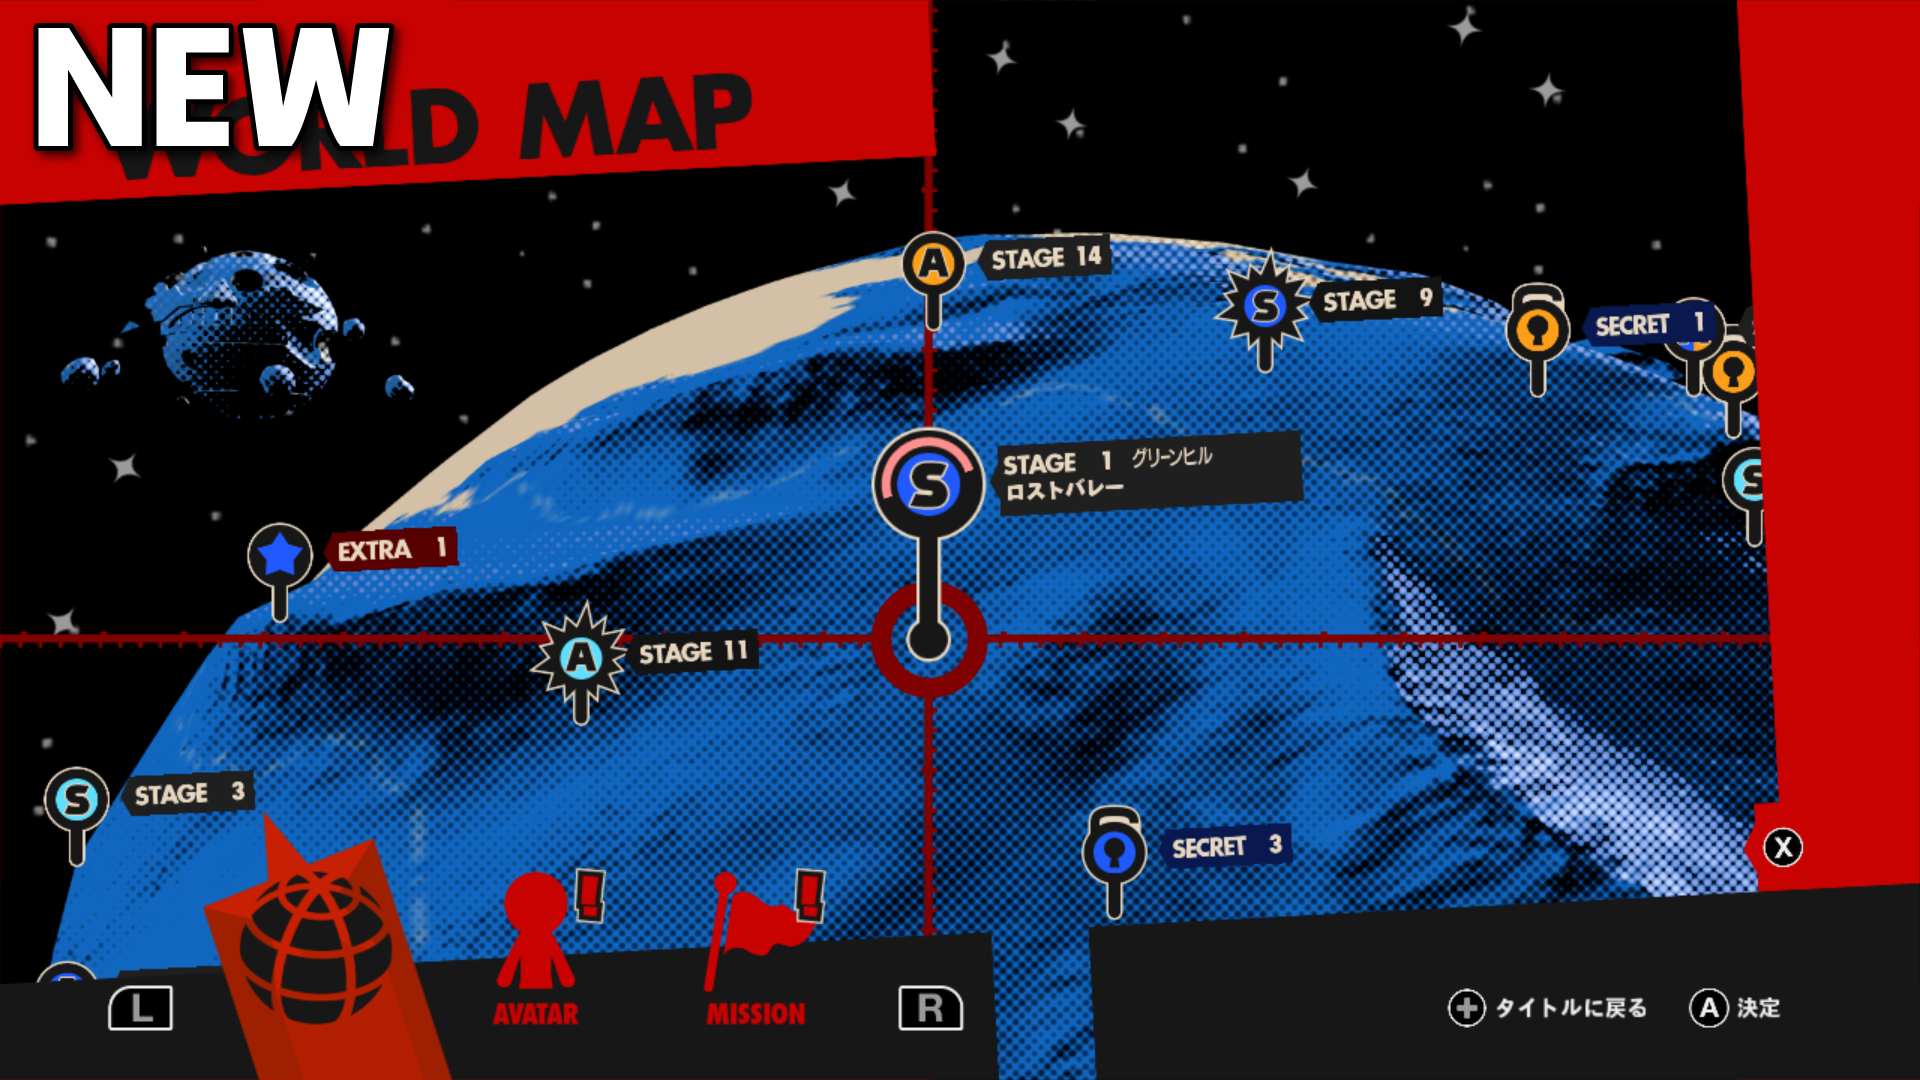 NEW
WORLD MAP
A STAGE 14
S STAGE 9
SECRET 1
S
STAGE 1 グリーンヒル
ロストバレー
S
EXTRA 1
A STAGE 11
S STAGE 3
SECRET 3
X
L
AVATAR
MISSION
R
タイトルに戻る
A 決定